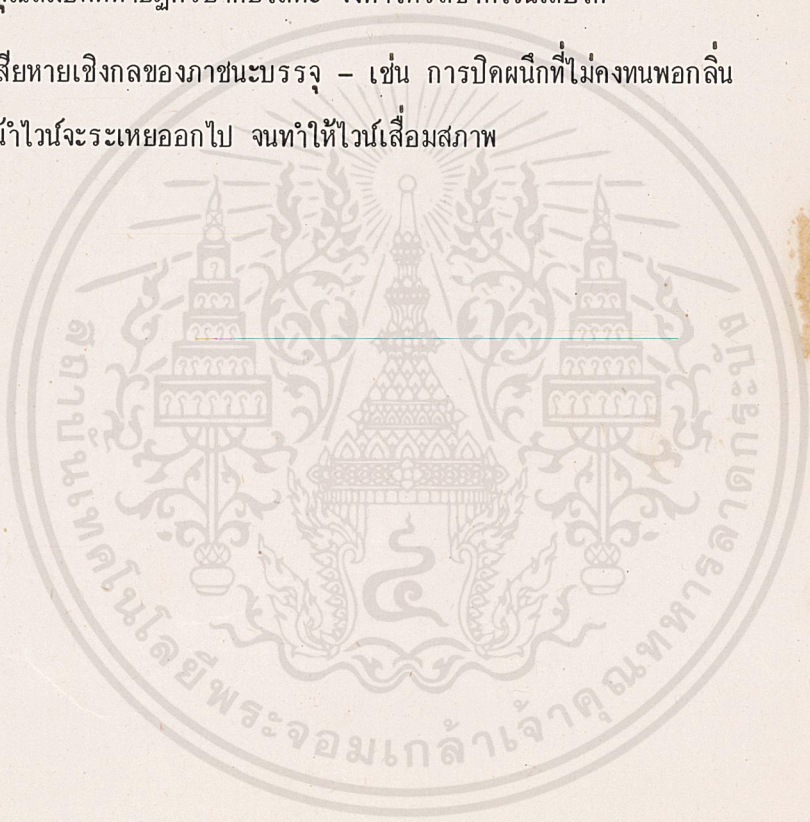 สียหายเชิงกลของภาชนะบรรจุ – เช่น การปิดผนึกที่ไม่คงทนพอกลิ่น
น้ำไวน์จะระเหยออกไป จนทำให้ไวน์เสื่อมสภาพ
สถาบันเทคโนโลยีพระจอมเกล้าเจ้าคุณทหารลาดกระบัง